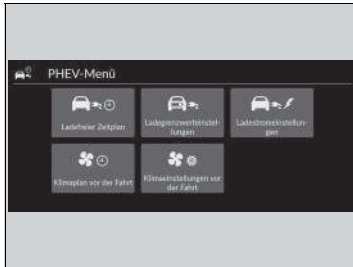 PHEV-Menü
Ladefreier Zeitplan
Ladegrenzwerteinstel-
lungen
Ladestromeinstellun-
gen
Klimaplan vor der Fahrt
Klimaeinstellungen vor
der Fahrt